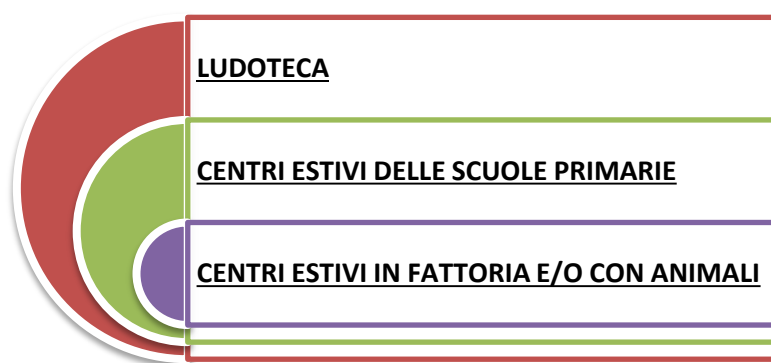 LUDOTECA
CENTRI ESTIVI DELLE SCUOLE PRIMARIE
CENTRI ESTIVI IN FATTORIA E/O CON ANIMALI